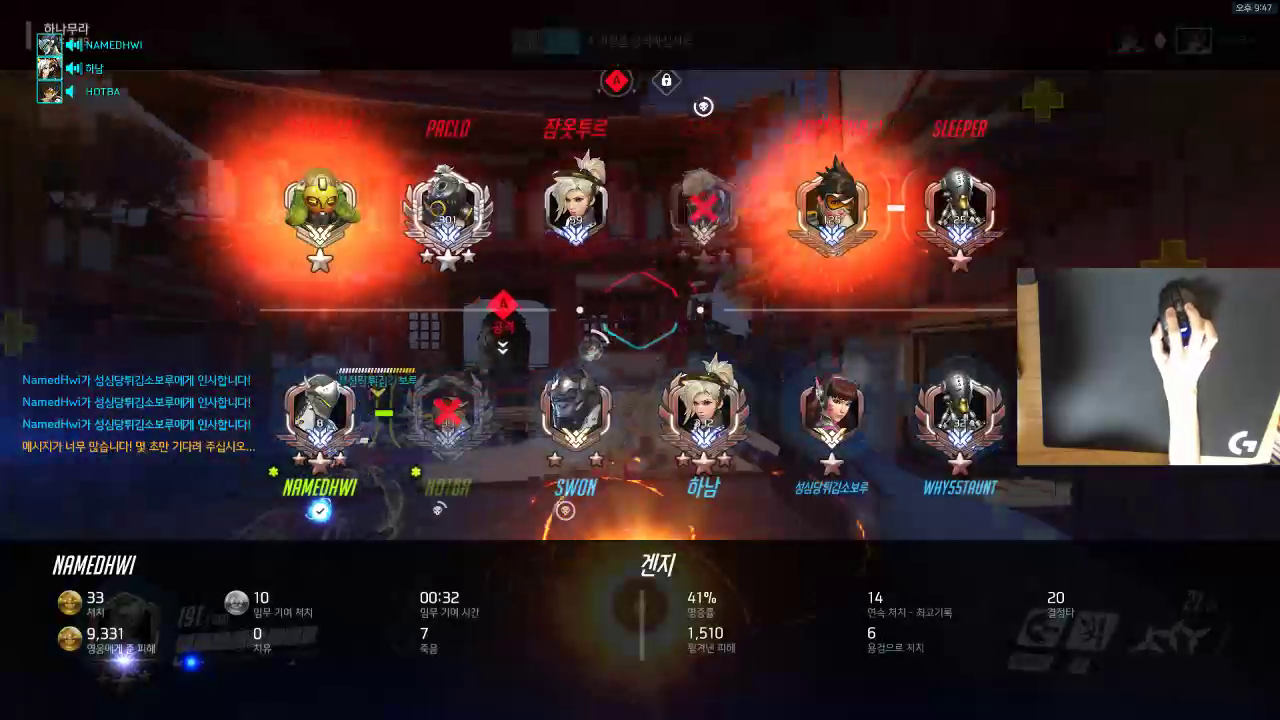 오후 9:47
하나무라
NAMEDHWI
하남
HOTBA
A
PACLO
잠옷투르
SLEEPER
301
59
125
25
A
공격
NamedHwi가 성심당튀김소보루에게 인사합니다!
NamedHwi가 성심당튀김소보루에게 인사합니다!
NamedHwi가 성심당튀김소보루에게 인사합니다!
메시지가 너무 많습니다! 몇 초만 기다려 주십시오...
8
32
NAMEDHWI
HOTBA
SWON
하남
성심당튀김소보루
WHYSSTAUNT
NAMEDHWI
겐지
33
처치
10
임무 기여 처치
00:32
임무 기여 시간
41%
명중률
14
연속 처치 - 최고기록
20
결정타
9,331
영웅에게 준 피해
0
치유
7
죽음
1,510
튕겨낸 피해
6
용검으로 처치